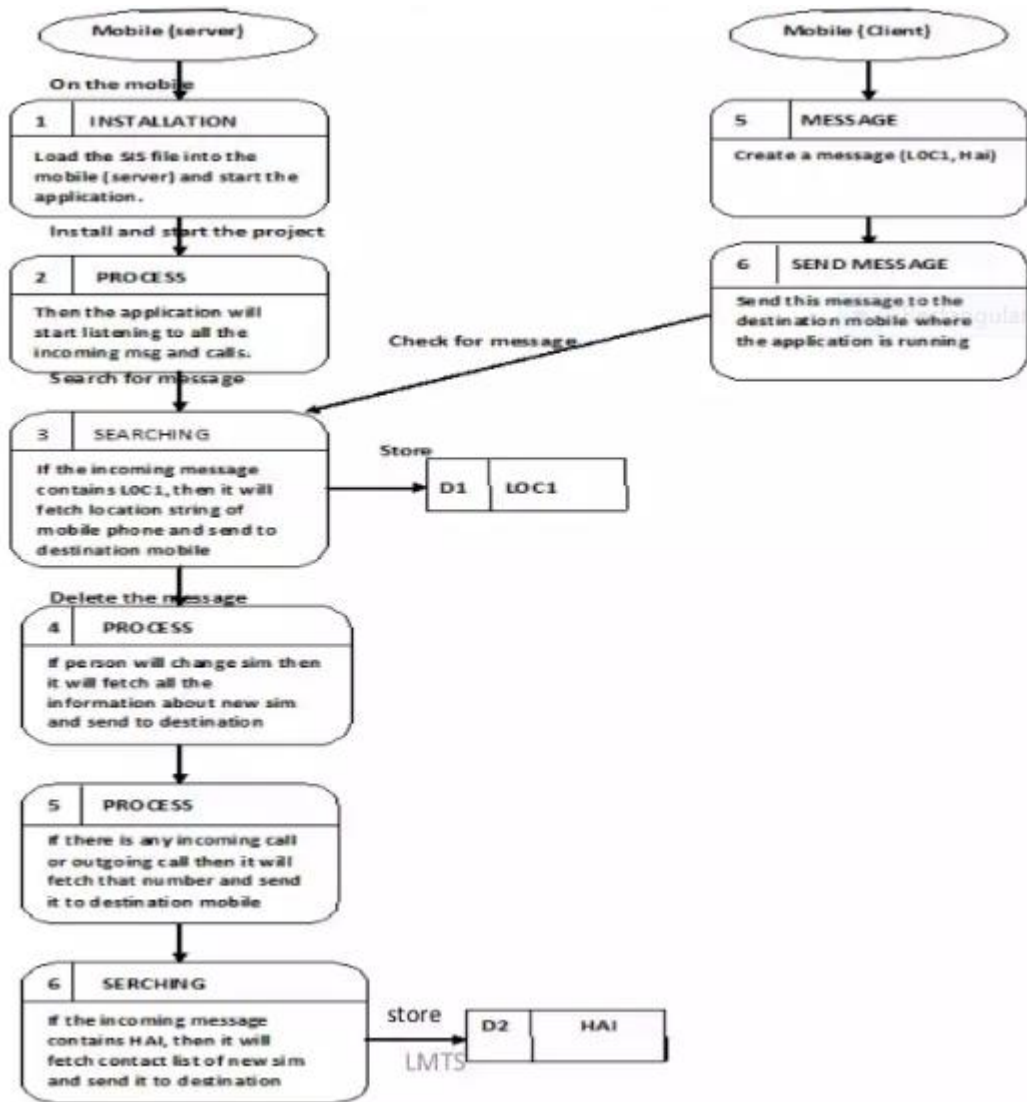 Mobile (server)
On the mobile
1 INSTALLATION
Load the SIS file into the
mobile (server) and start the
application.
Install and start the project
2 PROCESS
Then the application will
start listening to all the
incoming msg and calls.
Search for message
3 SEARCHING
If the incoming message
contains LOC1, then it will
fetch location string of
mobile phone and send to
destination mobile
Store
D1 LOC1
Delete the message
4 PROCESS
If person will change sim then
it will fetch all the
information about new sim
and send to destination
5 PROCESS
If there is any incoming call
or outgoing call then it will
fetch that number and send
it to destination mobile
6 SERCHING
If the incoming message
contains HAI, then it will
fetch contact list of new sim
and send it to destination
store
D2 HAI
LMTS
Mobile (Client)
5 MESSAGE
Create a message (LOC1, Hai)
6 SEND MESSAGE
Send this message to the
destination mobile where
the application is running
Check for message